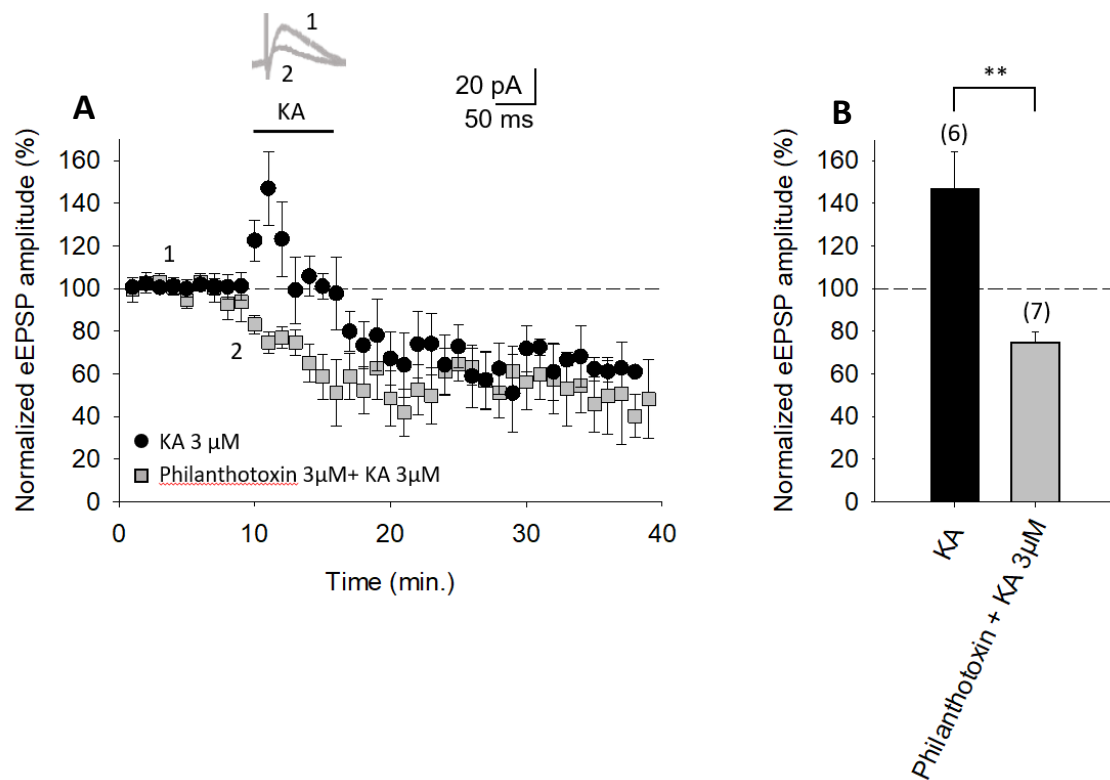 1
2
20 pA
50 ms
A
KA
Normalized eEPSP amplitude (%)
160
140
120
100
80
60
40
20
0
1
2
KA 3 µM
Philanthotoxin 3µM+ KA 3µM
0
10
20
30
40
Time (min.)
B
**
(6)
(7)
Normalized eEPSP amplitude (%)
160
140
120
100
80
60
40
20
0
KA
Philanthotoxin + KA 3µM